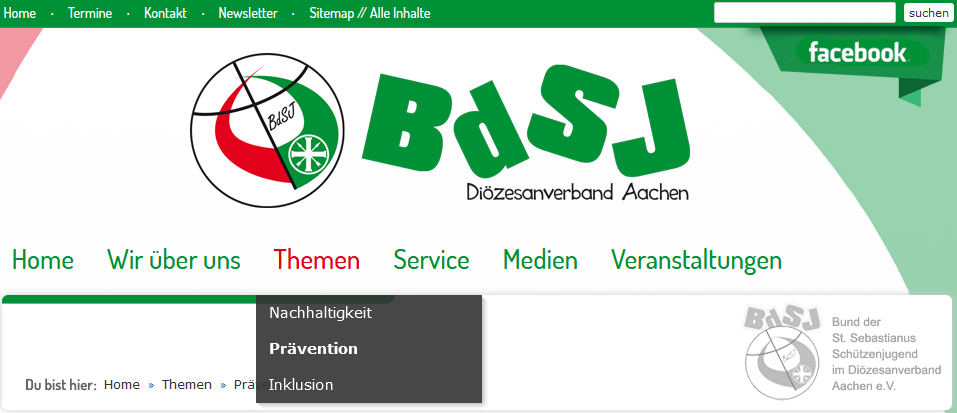 Home · Termine · Kontakt · Newsletter · Sitemap // Alle Inhalte suchen
facebook
BdSJ
BdSJ
Diözesanverband Aachen
Home Wir über uns Themen Service Medien Veranstaltungen
Nachhaltigkeit
Prävention
Inklusion
Du bist hier: Home » Themen » Präv
BdSJ
BdSJ
Bund der
St. Sebastianus
Schützenjugend
im Diözesanverband
Aachen e.V.